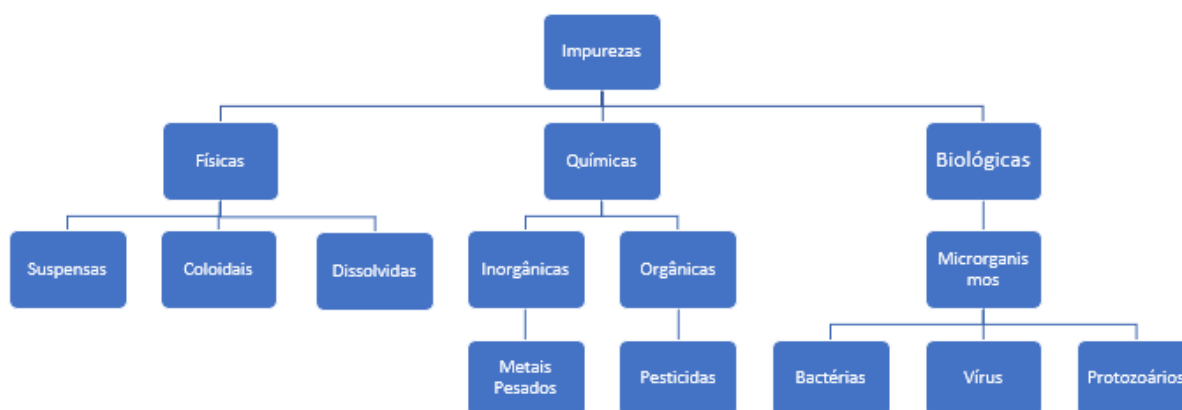 Impurezas
Físicas
Químicas
Biológicas
Suspensas
Coloidais
Dissolvidas
Inorgânicas
Orgânicas
Microrganis
mos
Metais
Pesados
Pesticidas
Bactérias
Vírus
Protozoários